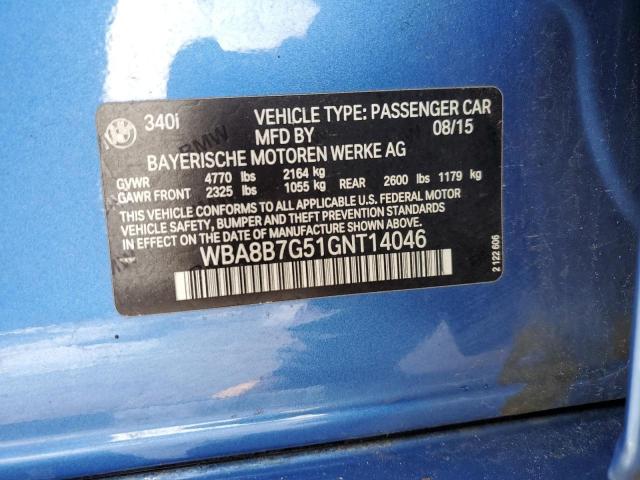 340i VEHICLE TYPE: PASSENGER CAR
MFD BY 08/15
BAYERISCHE MOTOREN WERKE AG
GVWR 4770 lbs 2164 kg
GAWR FRONT 2325 lbs 1055 kg REAR 2600 lbs 1179 kg
THIS VEHICLE CONFORMS TO ALL APPLICABLE U.S. FEDERAL MOTOR
VEHICLE SAFETY, BUMPER AND THEFT PREVENTION STANDARDS
IN EFFECT ON THE DATE OF MANUFACTURE SHOWN ABOVE.
WBA8B7G51GNT14046
2 122 606
BMW